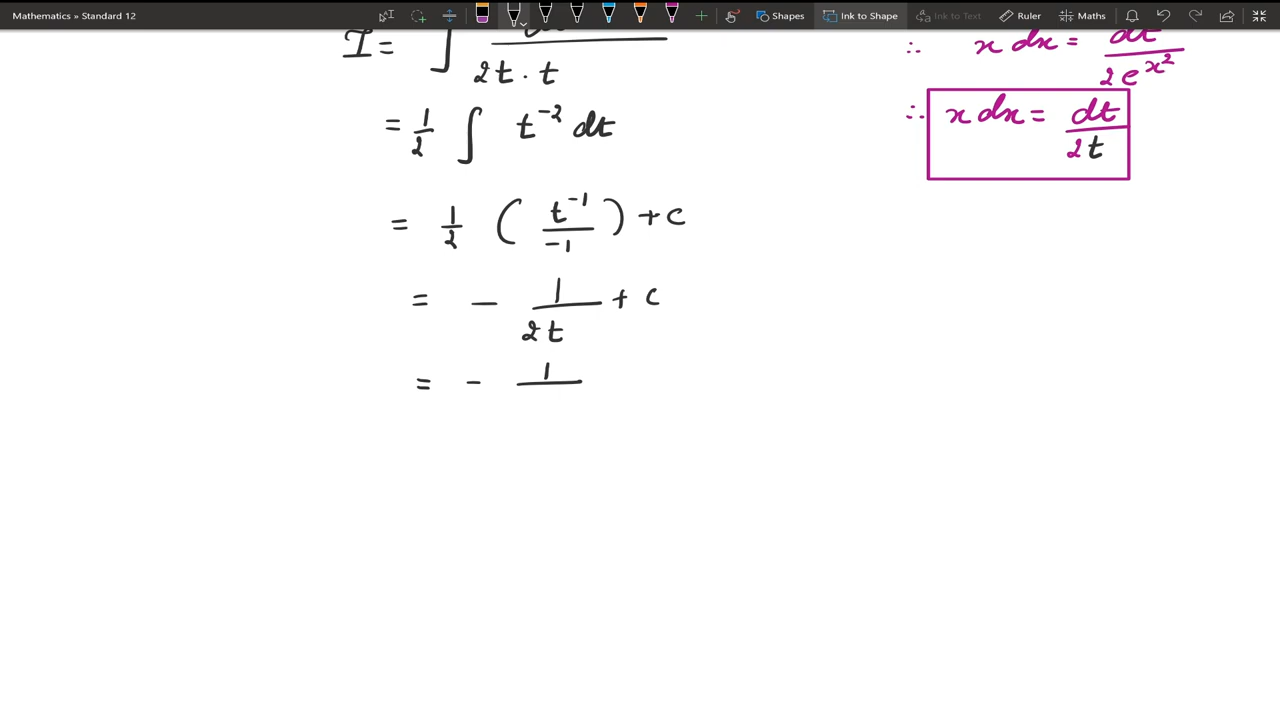 Mathematics » Standard 12
Shapes Ink to Shape Ink to Text Ruler Maths
I = ∫ / 2t · t
= 1/2 ∫ t⁻² dt
= 1/2 ( t⁻¹ / −1 ) + c
= − 1 / 2t + c
= − 1 /
∴ x dx = dt / 2e^x²
∴ x dx = dt / 2t